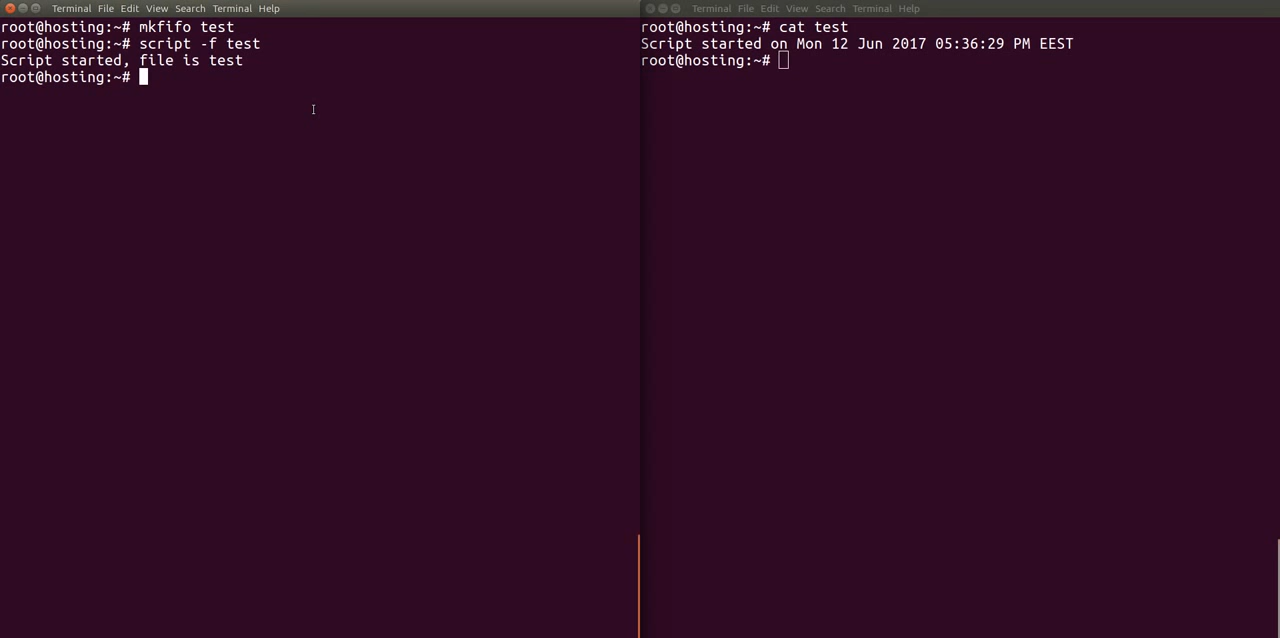 Terminal File Edit View Search Terminal Help
root@hosting:~# mkfifo test
root@hosting:~# script -f test
Script started, file is test
root@hosting:~#
Terminal File Edit View Search Terminal Help
root@hosting:~# cat test
Script started on Mon 12 Jun 2017 05:36:29 PM EEST
root@hosting:~#